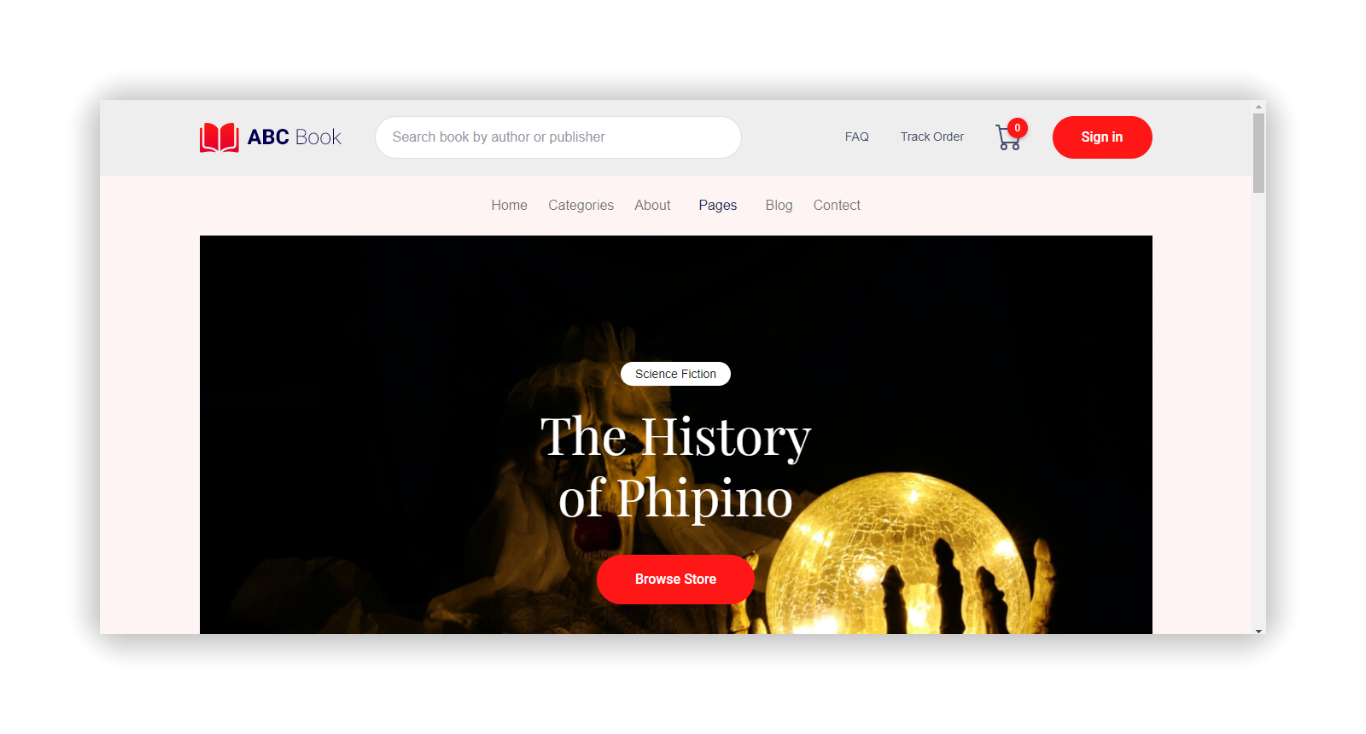 ABC Book
Search book by author or publisher
FAQ
Track Order
0
Sign in
Home Categories About Pages Blog Contect
Science Fiction
The History
of Phipino
Browse Store